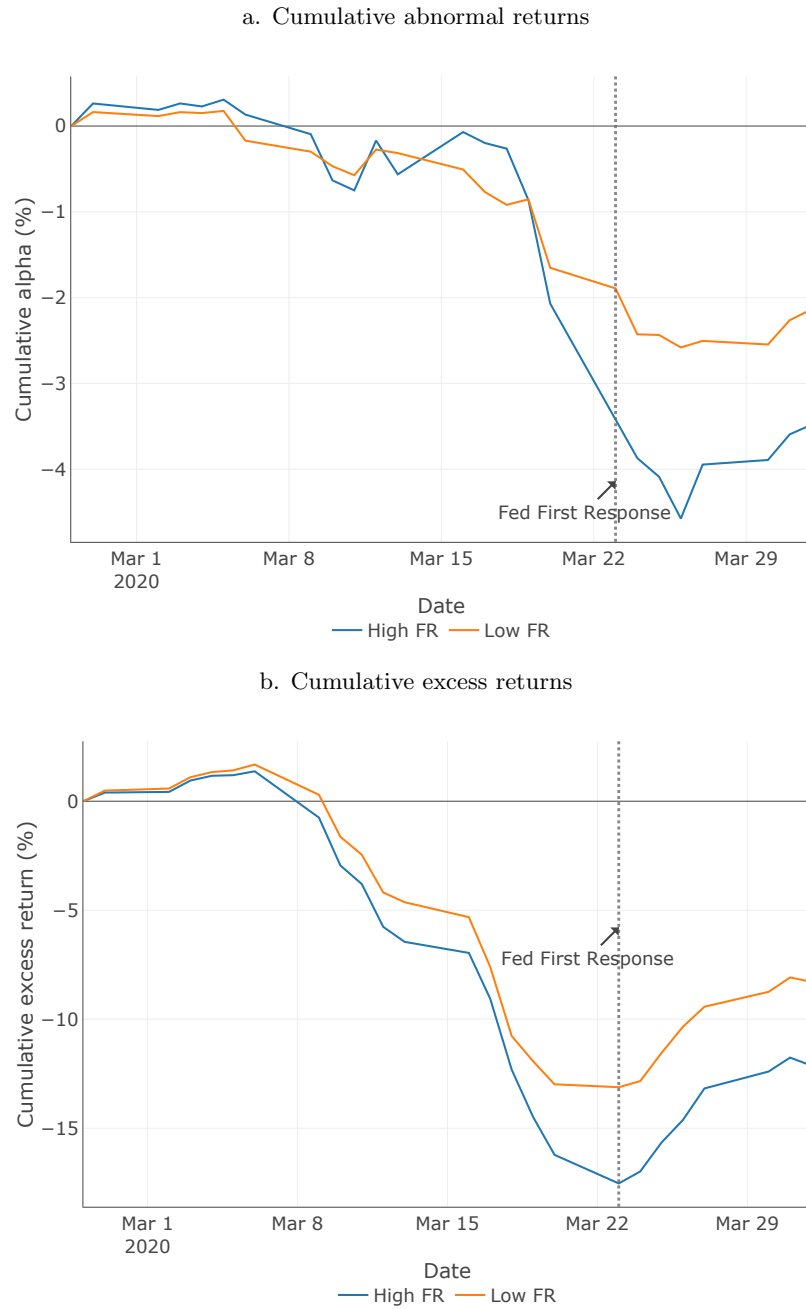 a. Cumulative abnormal returns
0
−1
−2
−3
−4
Cumulative alpha (%)
Fed First Response
Mar 1
2020
Mar 8
Mar 15
Mar 22
Mar 29
Date
High FR
Low FR
b. Cumulative excess returns
0
−5
−10
−15
Cumulative excess return (%)
Fed First Response
Mar 1
2020
Mar 8
Mar 15
Mar 22
Mar 29
Date
High FR
Low FR